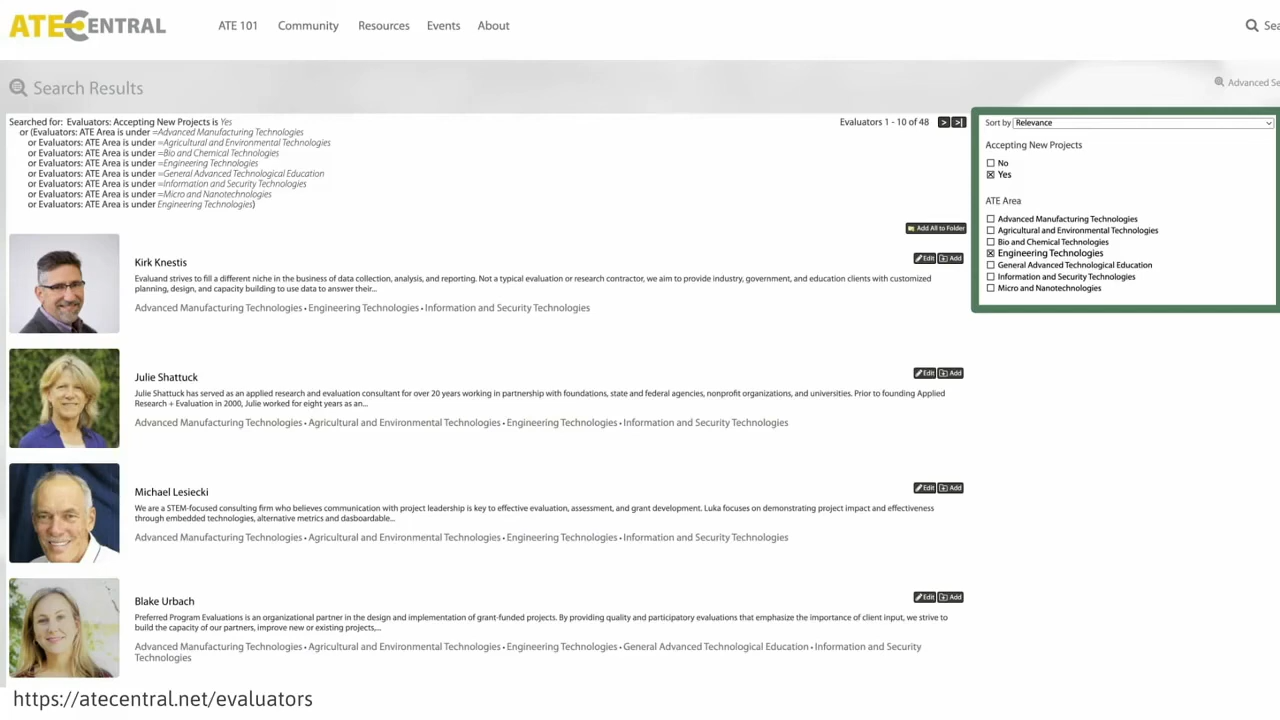 ATECENTRAL
ATE 101 Community Resources Events About
Sea
Search Results
Advanced Se
Searched for: Evaluators: Accepting New Projects is Yes
or (Evaluators: ATE Area is under =Advanced Manufacturing Technologies
or Evaluators: ATE Area is under =Agricultural and Environmental Technologies
or Evaluators: ATE Area is under =Bio and Chemical Technologies
or Evaluators: ATE Area is under =Engineering Technologies
or Evaluators: ATE Area is under =General Advanced Technological Education
or Evaluators: ATE Area is under =Information and Security Technologies
or Evaluators: ATE Area is under =Micro and Nanotechnologies
or Evaluators: ATE Area is under Engineering Technologies)
Evaluators 1 - 10 of 48 > >|
Add All to Folder
Kirk Knestis
Edit Add
Evaluand strives to fill a different niche in the business of data collection, analysis, and reporting. Not a typical evaluation or research contractor, we aim to provide industry, government, and education clients with customized
planning, design, and capacity building to use data to answer their...
Advanced Manufacturing Technologies • Engineering Technologies • Information and Security Technologies
Julie Shattuck
Edit Add
Julie Shattuck has served as an applied research and evaluation consultant for over 20 years working in partnership with foundations, state and federal agencies, nonprofit organizations, and universities. Prior to founding Applied
Research + Evaluation in 2000, Julie worked for eight years as an...
Advanced Manufacturing Technologies • Agricultural and Environmental Technologies • Engineering Technologies • Information and Security Technologies
Michael Lesiecki
Edit Add
We are a STEM-focused consulting firm who believes communication with project leadership is key to effective evaluation, assessment, and grant development. Luka focuses on demonstrating project impact and effectiveness
through embedded technologies, alternative metrics and dasboardable...
Advanced Manufacturing Technologies • Agricultural and Environmental Technologies • Engineering Technologies • Information and Security Technologies
Blake Urbach
Edit Add
Preferred Program Evaluations is an organizational partner in the design and implementation of grant-funded projects. By providing quality and participatory evaluations that emphasize the importance of client input, we strive to
build the capacity of our partners, improve new or existing projects,...
Advanced Manufacturing Technologies • Agricultural and Environmental Technologies • Engineering Technologies • General Advanced Technological Education • Information and Security
Technologies
Sort by Relevance
Accepting New Projects
No
Yes
ATE Area
Advanced Manufacturing Technologies
Agricultural and Environmental Technologies
Bio and Chemical Technologies
Engineering Technologies
General Advanced Technological Education
Information and Security Technologies
Micro and Nanotechnologies
https://atecentral.net/evaluators